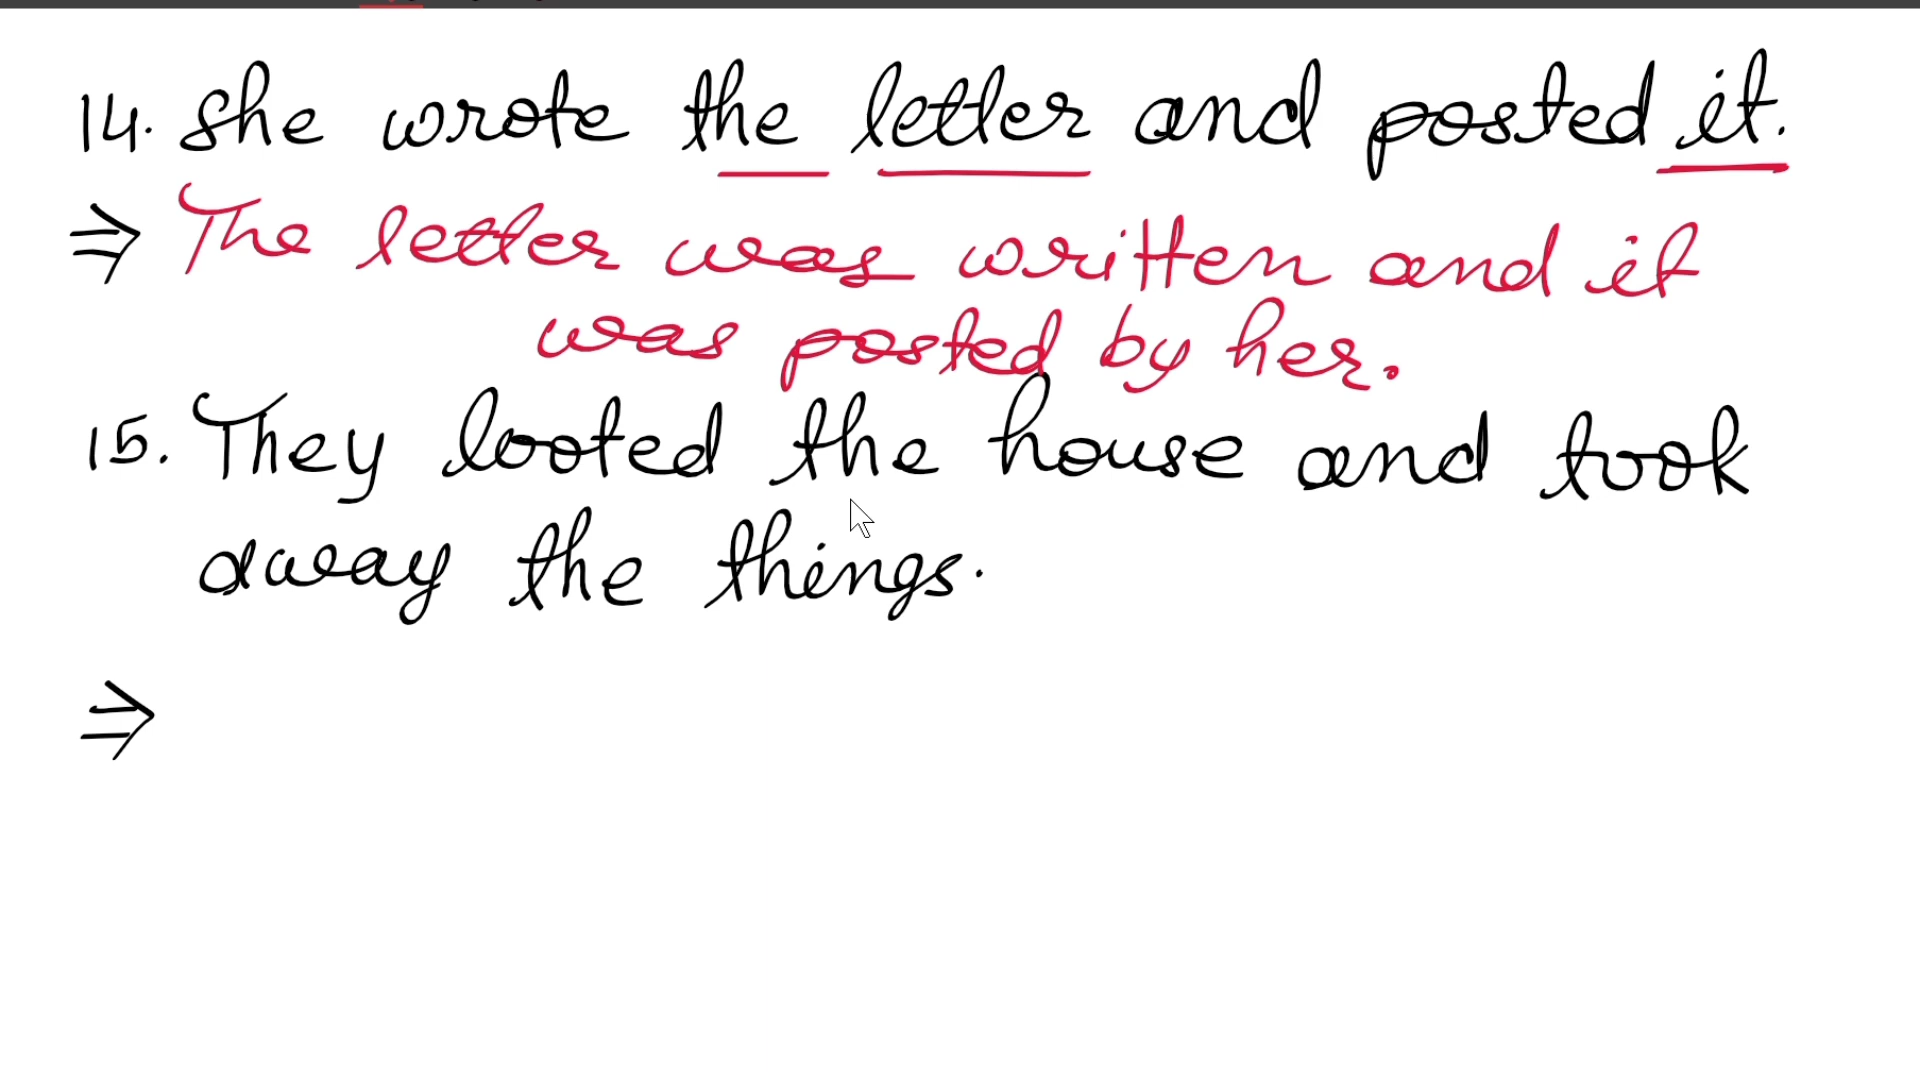 14. She wrote the letter and posted it.
⇒ The letter was written and it
was posted by her.
15. They looted the house and took
away the things.
⇒